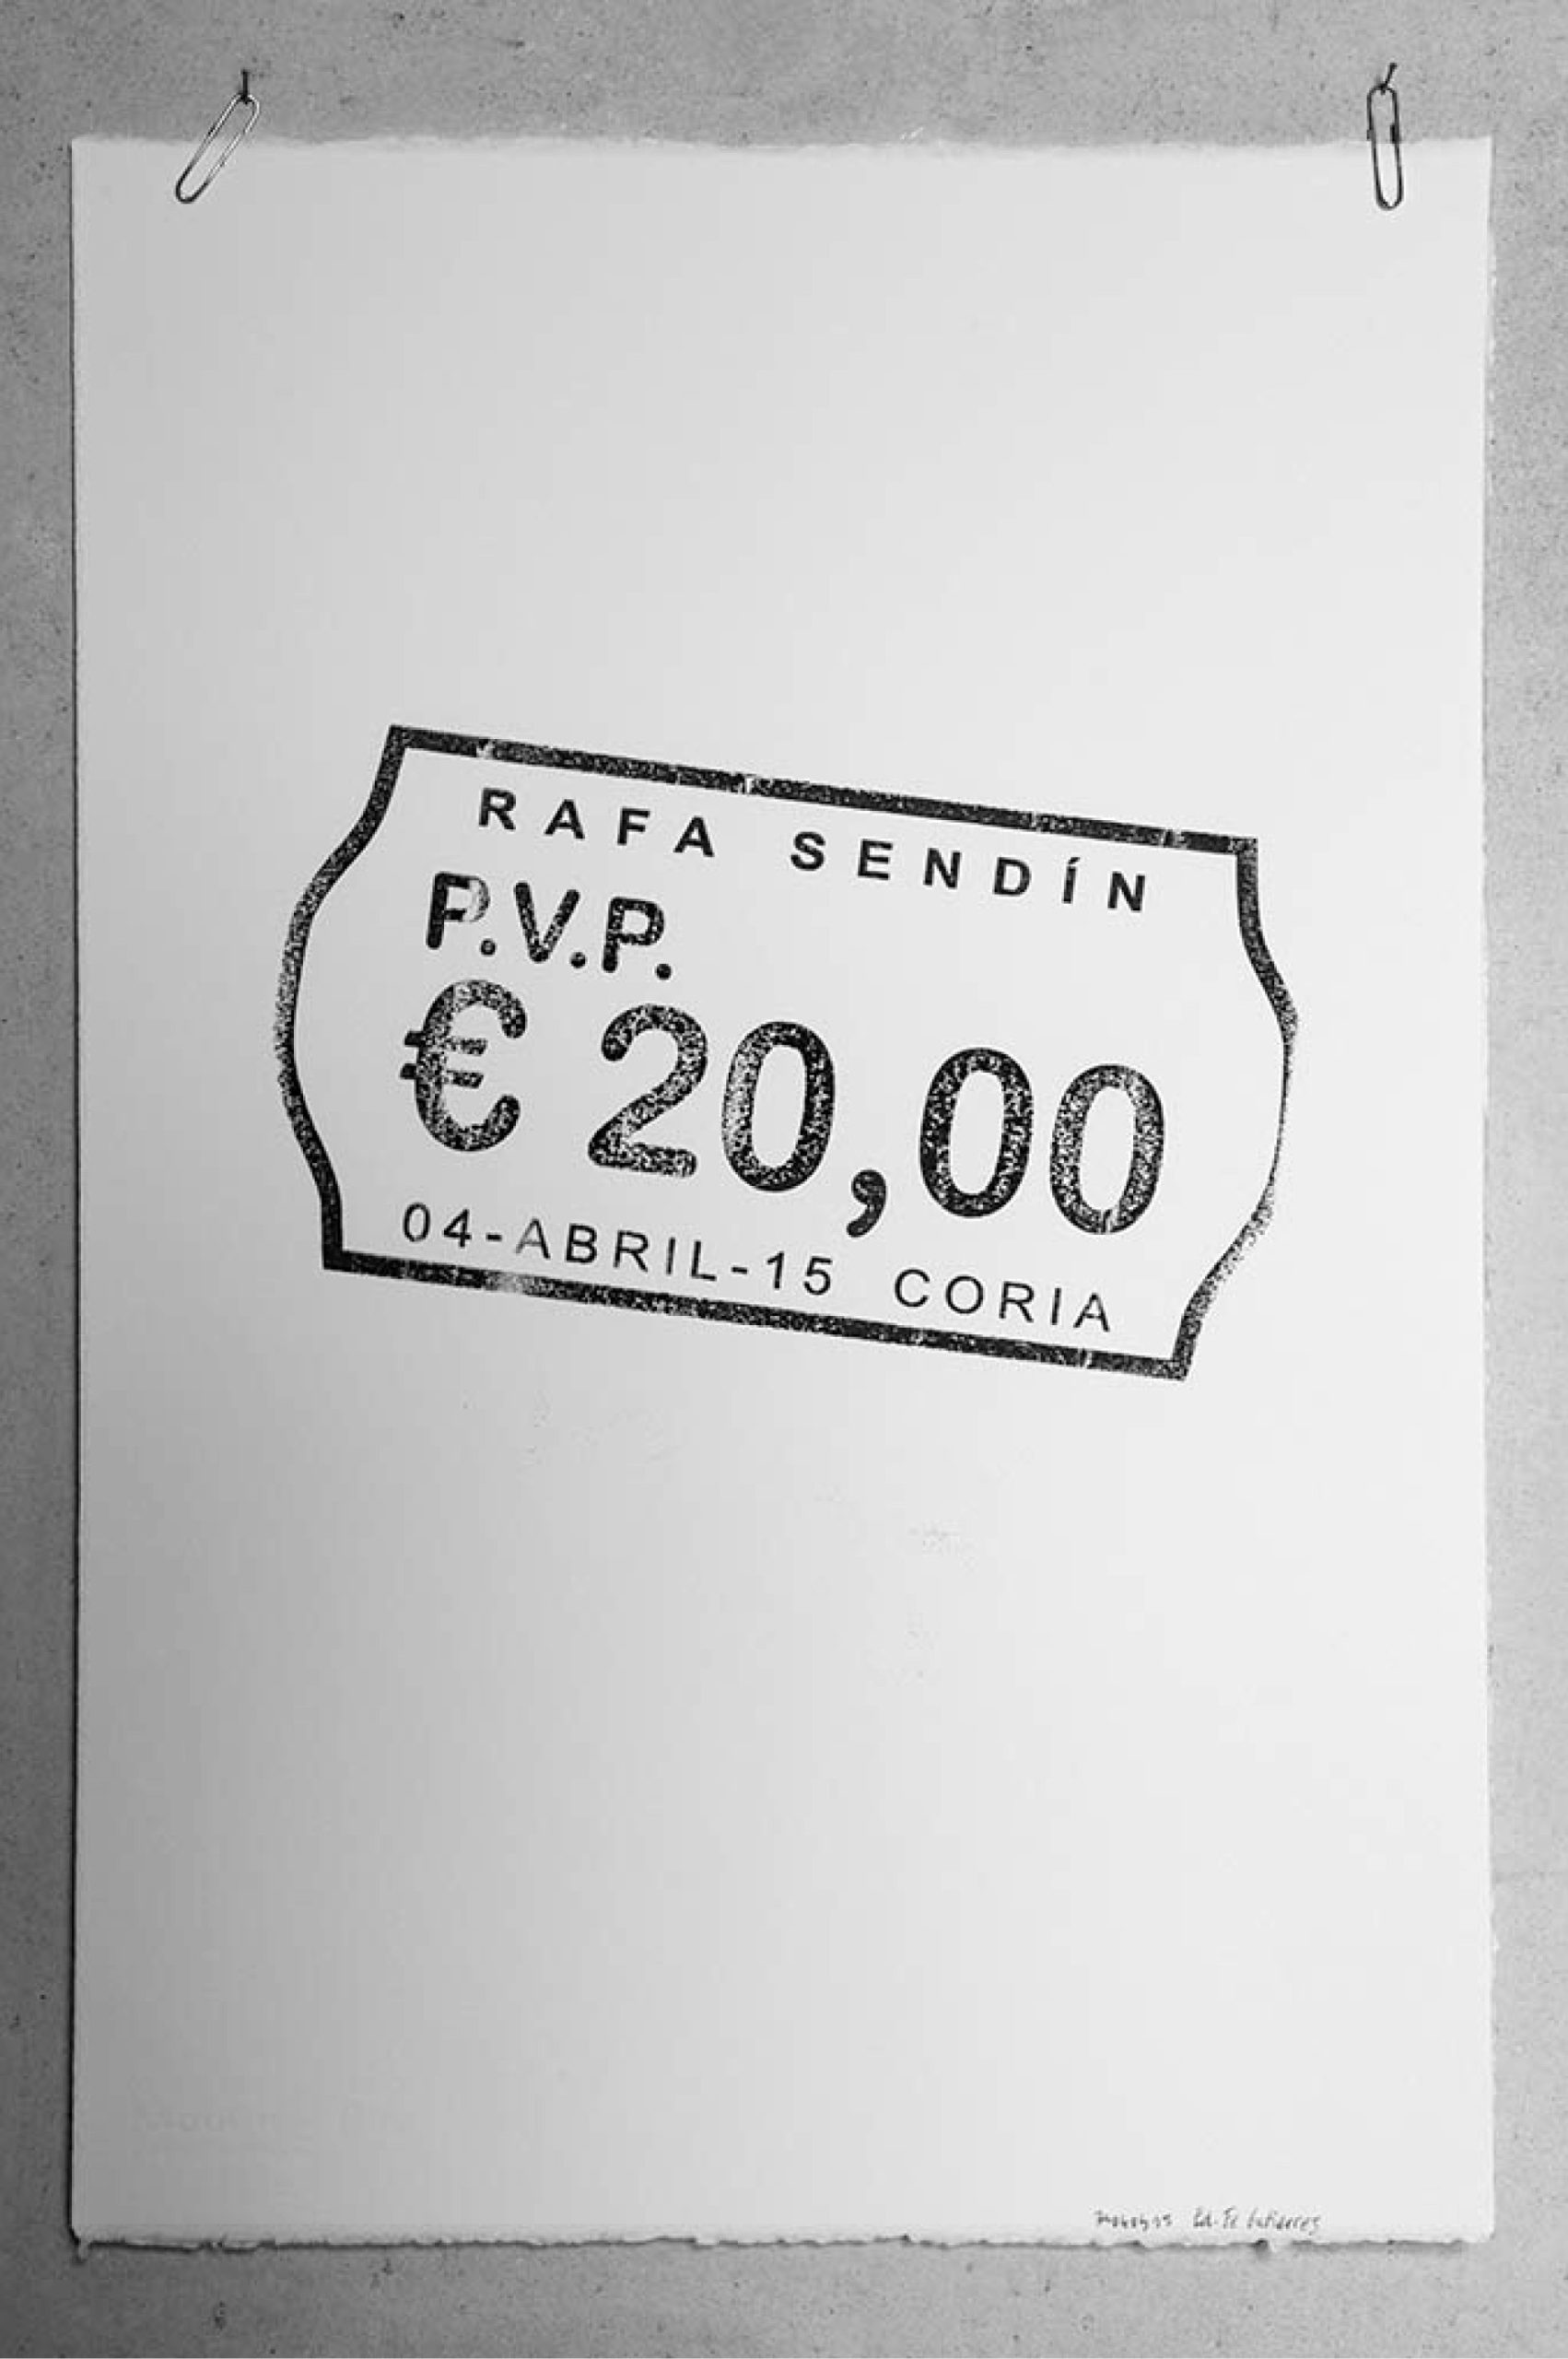 RAFA SENDÍN
P.V.P.
€ 20,00
04-ABRIL-15 CORIA